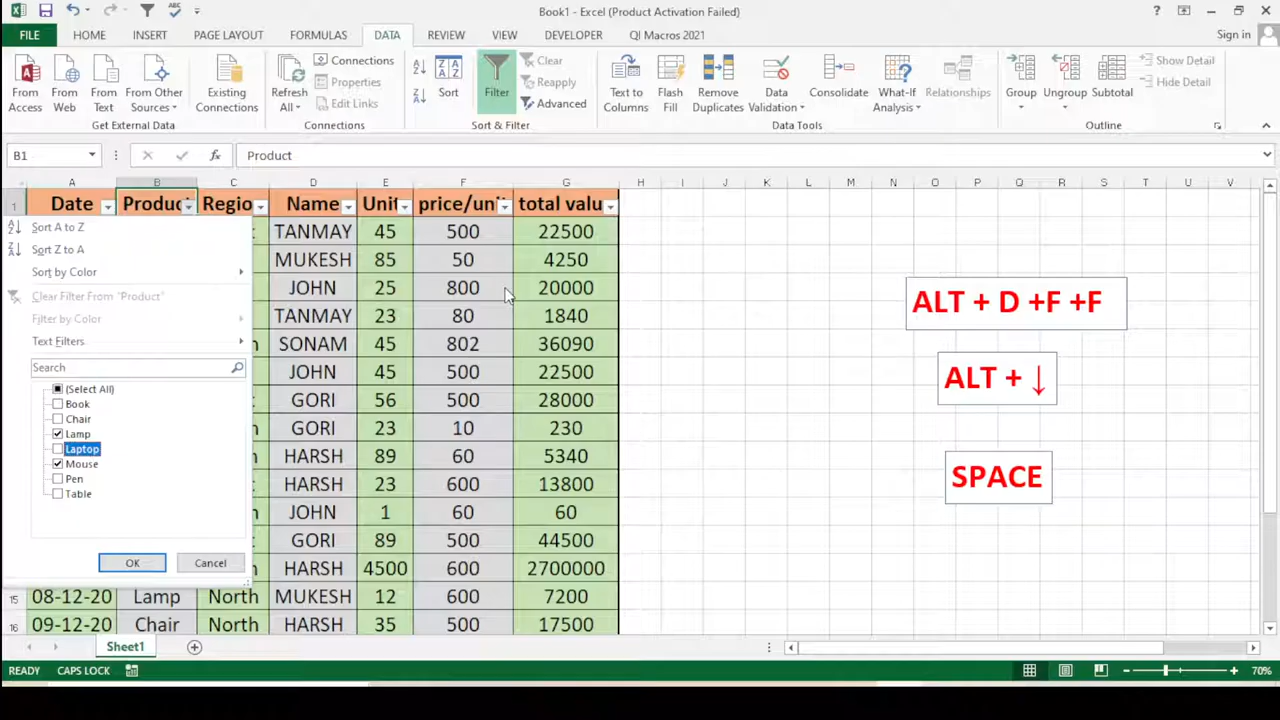 Book1 - Excel (Product Activation Failed)
FILE HOME INSERT PAGE LAYOUT FORMULAS DATA REVIEW VIEW DEVELOPER QI Macros 2021 Sign in
From Access
From Web
From Text
From Other Sources
Existing Connections
Get External Data
Refresh All
Connections
Properties
Edit Links
Connections
Sort
Filter
Clear
Reapply
Advanced
Sort & Filter
Text to Columns
Flash Fill
Remove Duplicates
Data Validation
Consolidate
What-If Analysis
Relationships
Data Tools
Group
Ungroup
Subtotal
Show Detail
Hide Detail
Outline
B1 fx Product
A B C D E F G H I J K L M N O P Q R S T U V
1 Date Produc Regio Name Unit price/uni total valu
TANMAY 45 500 22500
MUKESH 85 50 4250
JOHN 25 800 20000
TANMAY 23 80 1840
SONAM 45 802 36090
JOHN 45 500 22500
GORI 56 500 28000
GORI 23 10 230
HARSH 89 60 5340
HARSH 23 600 13800
JOHN 1 60 60
GORI 89 500 44500
HARSH 4500 600 2700000
15 08-12-20 Lamp North MUKESH 12 600 7200
16 09-12-20 Chair North HARSH 35 500 17500
Sort A to Z
Sort Z to A
Sort by Color
Clear Filter From "Product"
Filter by Color
Text Filters
Search
(Select All)
Book
Chair
Lamp
Laptop
Mouse
Pen
Table
OK Cancel
ALT + D +F +F
ALT + ↓
SPACE
Sheet1
READY CAPS LOCK 70%